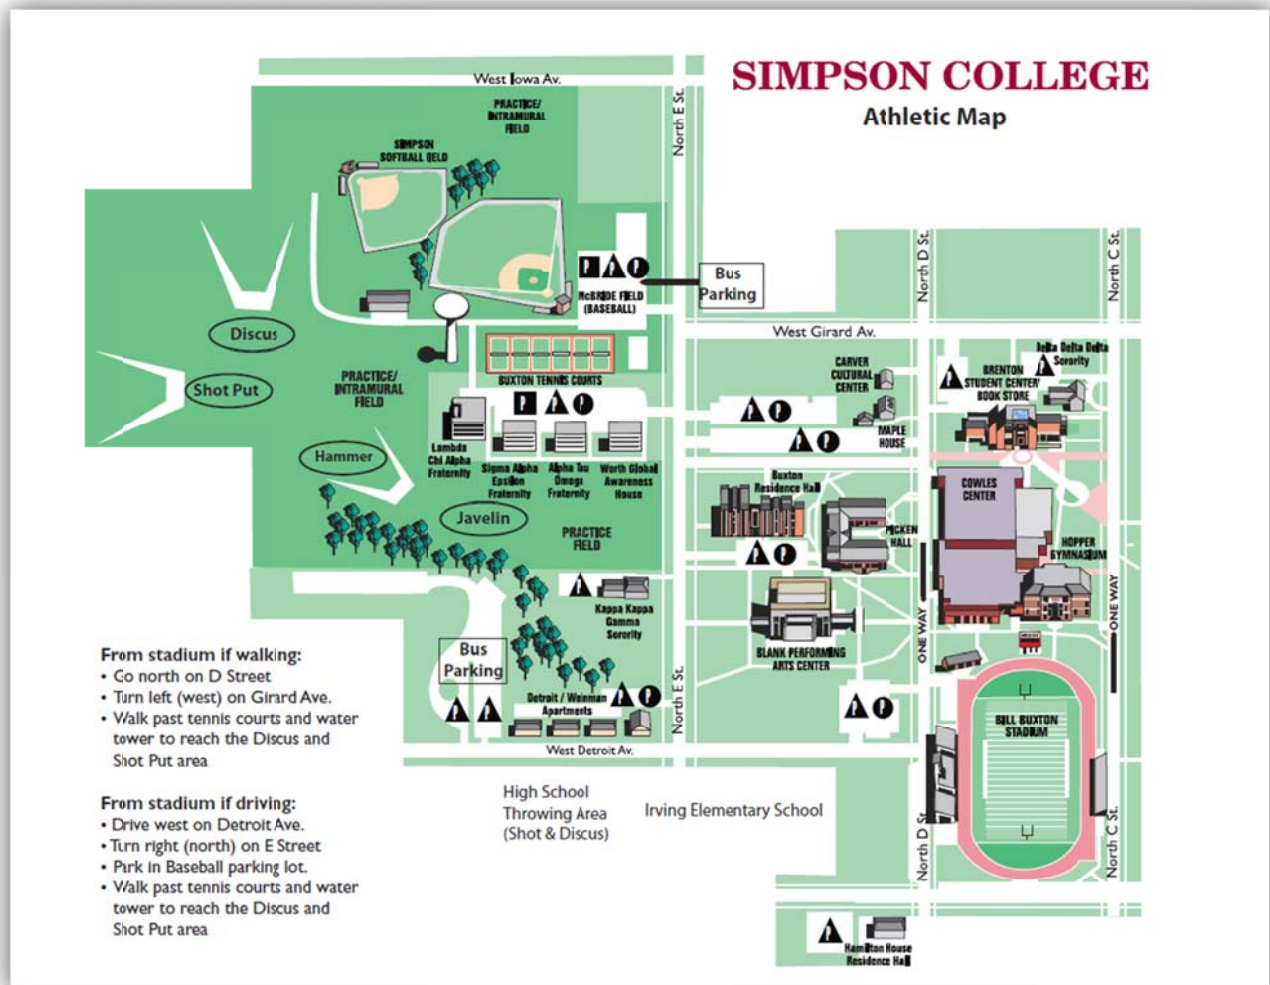 SIMPSON COLLEGE
Athletic Map
West Iowa Av.
North E St.
PRACTICE/
INTRAMURAL
FIELD
SIMPSON
SOFTBALL FIELD
Bus
Parking
McBRIDE FIELD
(BASEBALL)
North D St.
North C St.
West Girard Av.
Discus
Shot Put
Hammer
Javelin
PRACTICE/
INTRAMURAL
FIELD
BUXTON TENNIS COURTS
Lambda
Chi Alpha
Fraternity
Sigma Alpha
Epsilon
Fraternity
Alpha Tau
Omega
Fraternity
Worth Global
Awareness
House
PRACTICE
FIELD
CARVER
CULTURAL
CENTER
MAPLE
HOUSE
BRENTON
STUDENT CENTER/
BOOK STORE
Delta Delta Delta
Sorority
Buxton
Residence Hall
PICKEN
HALL
COWLES
CENTER
HOPPER
GYMNASIUM
BLANK PERFORMING
ARTS CENTER
ONE WAY
ONE WAY
Kappa Kappa
Gamma
Sorority
Bus
Parking
Detroit / Weinman
Apartments
North E St.
West Detroit Av.
BILL BUXTON
STADIUM
North D St.
North C St.
High School
Throwing Area
(Shot & Discus)
Irving Elementary School
Hamilton House
Residence Hall
From stadium if walking:
• Go north on D Street
• Turn left (west) on Girard Ave.
• Walk past tennis courts and water
tower to reach the Discus and
Shot Put area
From stadium if driving:
• Drive west on Detroit Ave.
• Turn right (north) on E Street
• Park in Baseball parking lot.
• Walk past tennis courts and water
tower to reach the Discus and
Shot Put area